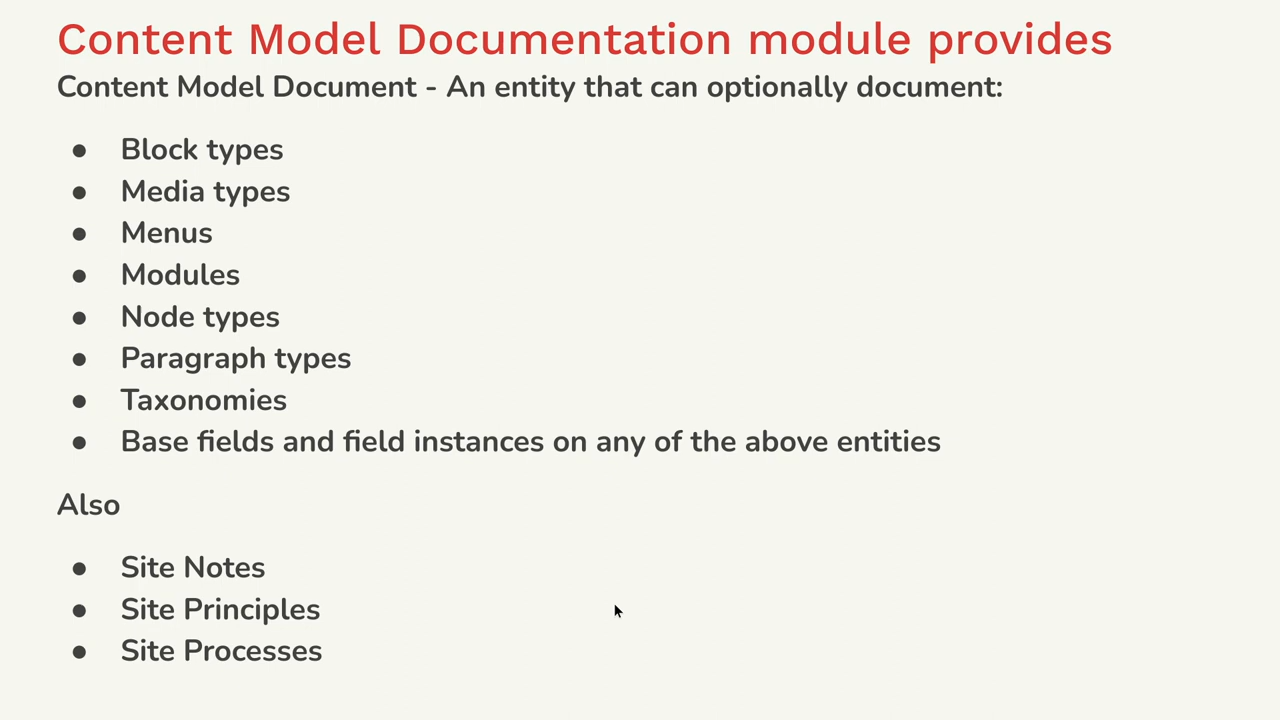 Content Model Documentation module provides
Content Model Document - An entity that can optionally document:
● Block types
● Media types
● Menus
● Modules
● Node types
● Paragraph types
● Taxonomies
● Base fields and field instances on any of the above entities
Also
● Site Notes
● Site Principles
● Site Processes